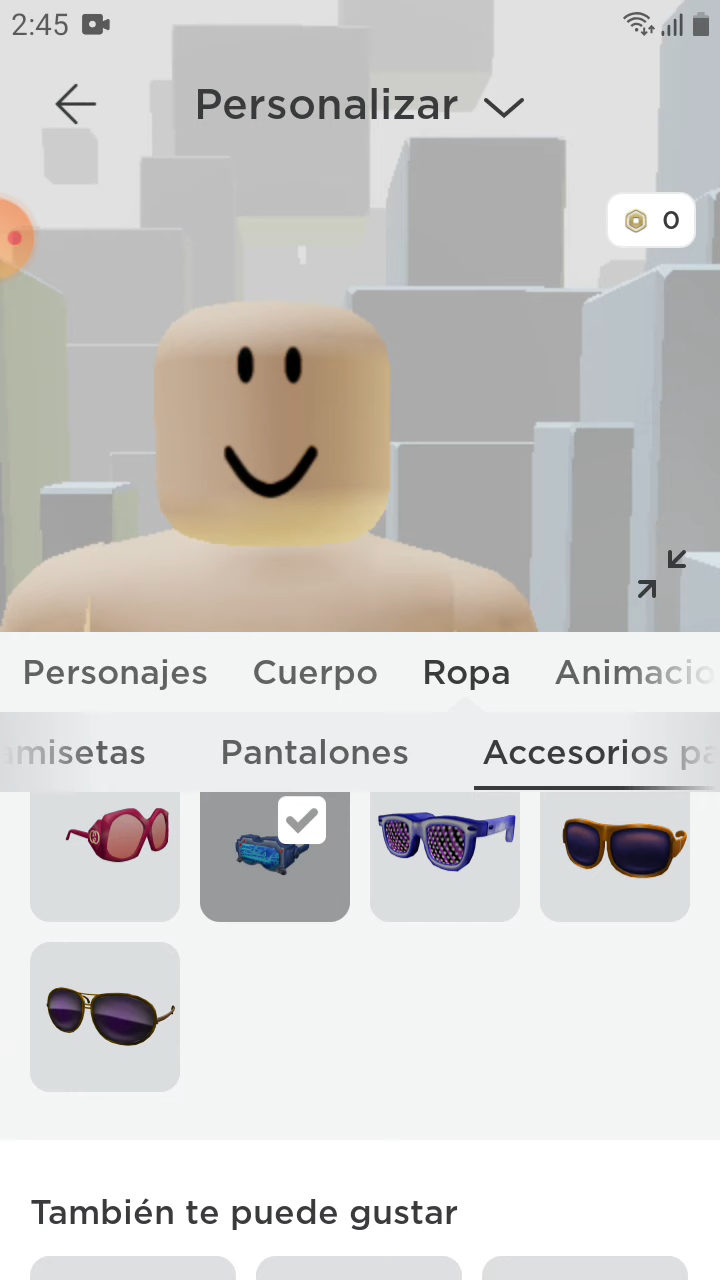 2:45
Personalizar
0
Personajes Cuerpo Ropa Animacio
amisetas Pantalones Accesorios pa
También te puede gustar